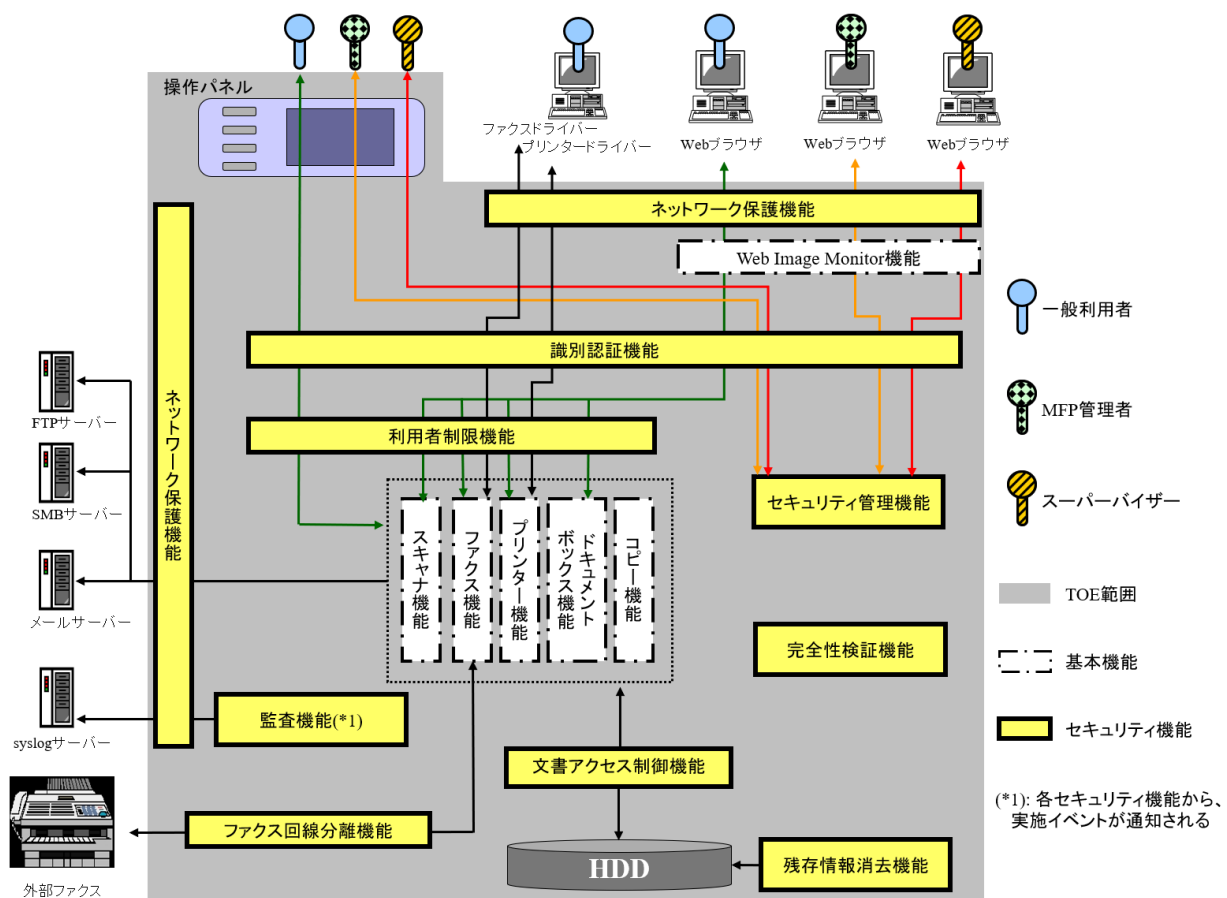 操作パネル
ファクスドライバー
プリンタードライバー
Webブラウザ
Webブラウザ
Webブラウザ
ネットワーク保護機能
Web Image Monitor機能
識別認証機能
利用者制限機能
ネットワーク保護機能
セキュリティ管理機能
スキャナ機能
ファクス機能
プリンター機能
ドキュメント
ボックス機能
コピー機能
完全性検証機能
監査機能(*1)
文書アクセス制御機能
ファクス回線分離機能
HDD
残存情報消去機能
FTPサーバー
SMBサーバー
メールサーバー
syslogサーバー
外部ファクス
一般利用者
MFP管理者
スーパーバイザー
TOE範囲
基本機能
セキュリティ機能
(*1): 各セキュリティ機能から、
実施イベントが通知される